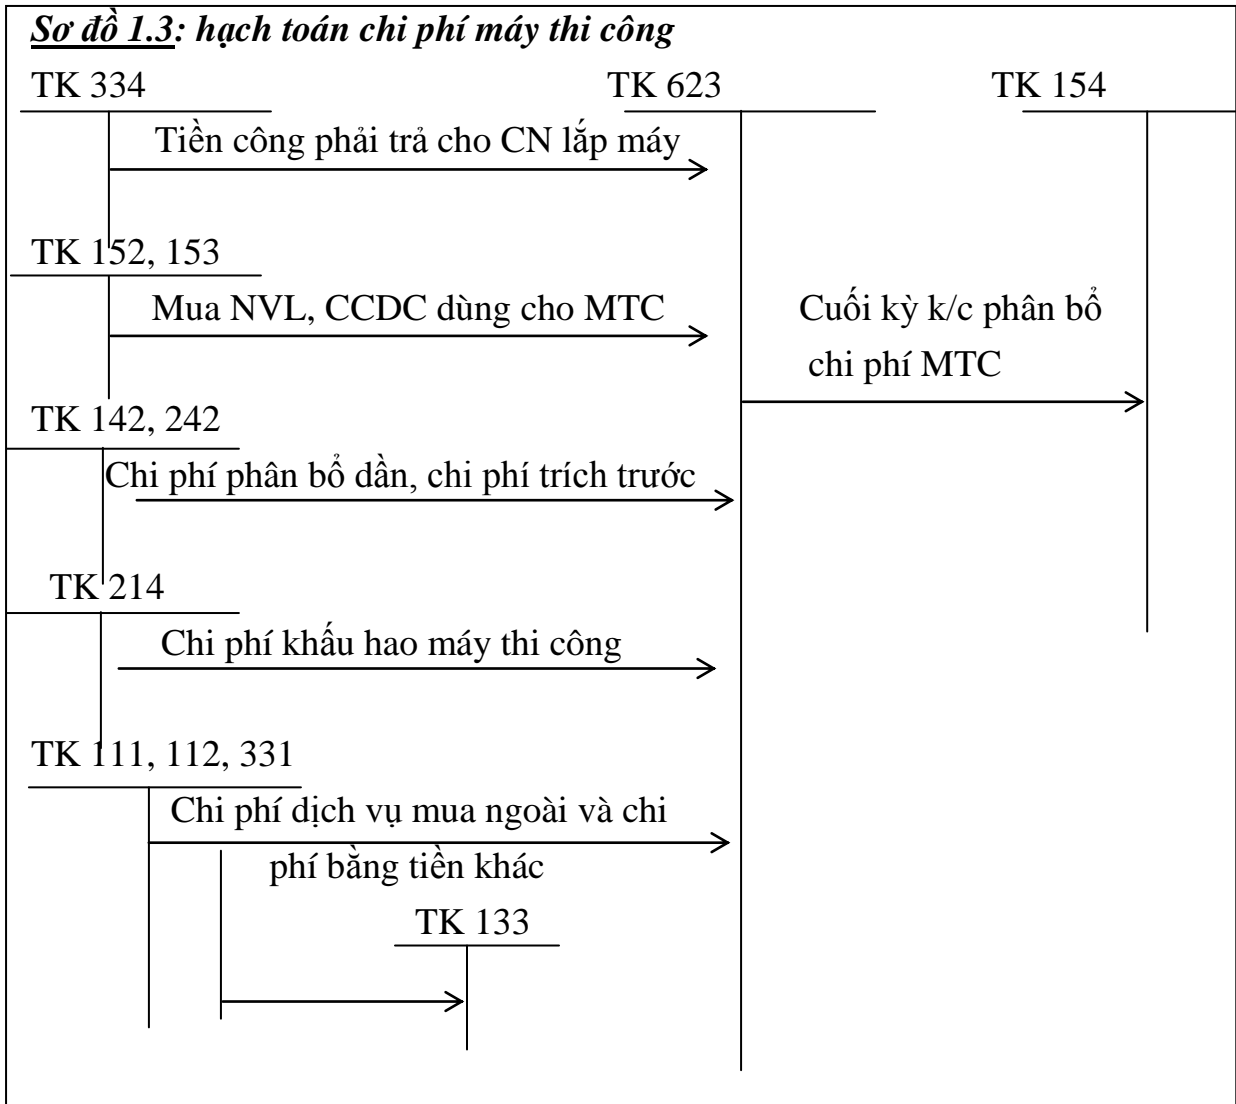 Sơ đồ 1.3: hạch toán chi phí máy thi công
TK 334 TK 623 TK 154
Tiền công phải trả cho CN lắp máy
TK 152, 153
Mua NVL, CCDC dùng cho MTC
Cuối kỳ k/c phân bổ
chi phí MTC
TK 142, 242
Chi phí phân bổ dần, chi phí trích trước
TK 214
Chi phí khấu hao máy thi công
TK 111, 112, 331
Chi phí dịch vụ mua ngoài và chi
phí bằng tiền khác
TK 133